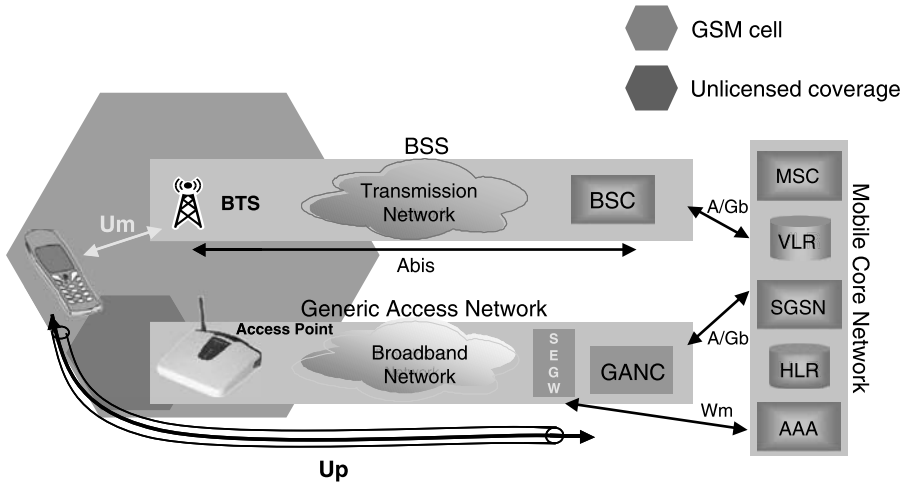 GSM cell
Unlicensed coverage
BSS
MSC
BTS
Transmission
Network
BSC
A/Gb
Um
VLR
Abis
Mobile Core Network
Generic Access Network
SGSN
Access Point
A/Gb
Broadband
Network
S
E
G
W
GANC
HLR
Wm
AAA
Up